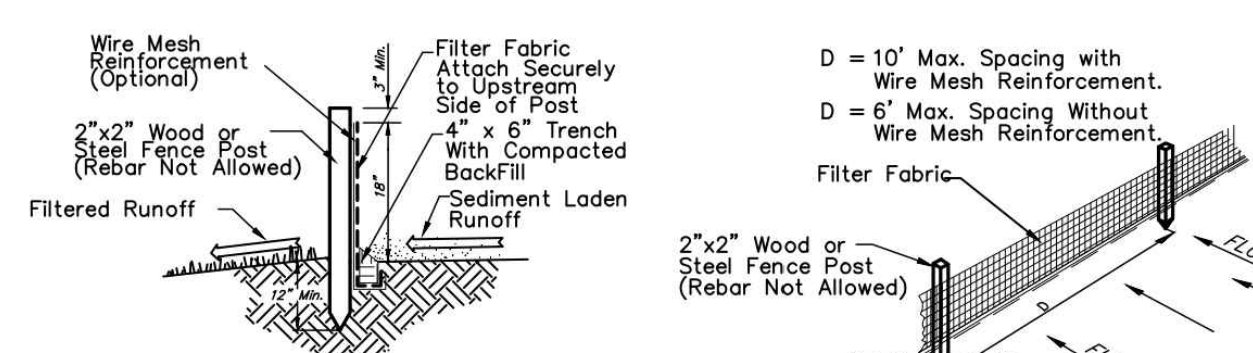 Wire Mesh
Reinforcement
(Optional)
2"x2" Wood or
Steel Fence Post
(Rebar Not Allowed)
Filtered Runoff
3" Min.
18"
12" Min.
Filter Fabric
Attach Securely
to Upstream
Side of Post
4" x 6" Trench
With Compacted
BackFill
Sediment Laden
Runoff
D = 10' Max. Spacing with
Wire Mesh Reinforcement.
D = 6' Max. Spacing Without
Wire Mesh Reinforcement.
Filter Fabric
2"x2" Wood or
Steel Fence Post
(Rebar Not Allowed)
D